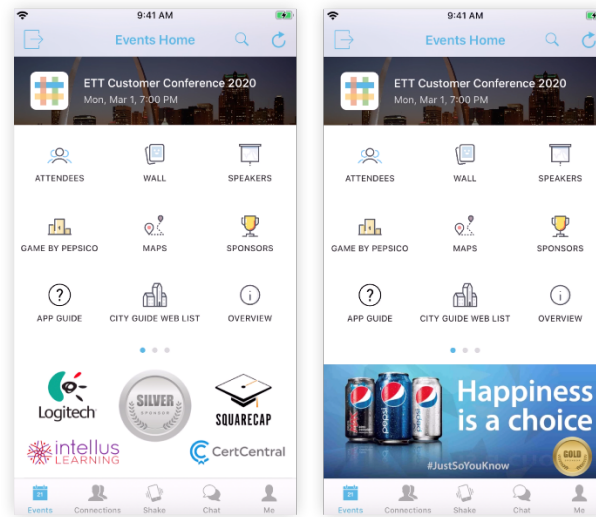 9:41 AM
Events Home
ETT Customer Conference 2020
Mon, Mar 1, 7:00 PM
ATTENDEES
WALL
SPEAKERS
GAME BY PEPSICO
MAPS
SPONSORS
?
APP GUIDE
CITY GUIDE WEB LIST
i
OVERVIEW
Logitech
SILVER
SPONSOR
SQUARECAP
intellus
LEARNING
CertCentral
21
Events
Connections
Shake
Chat
Me
9:41 AM
Events Home
ETT Customer Conference 2020
Mon, Mar 1, 7:00 PM
ATTENDEES
WALL
SPEAKERS
GAME BY PEPSICO
MAPS
SPONSORS
?
APP GUIDE
CITY GUIDE WEB LIST
i
OVERVIEW
pepsi
pepsi
Happiness
is a choice
#JustSoYouKnow
GOLD
21
Events
Connections
Shake
Chat
Me